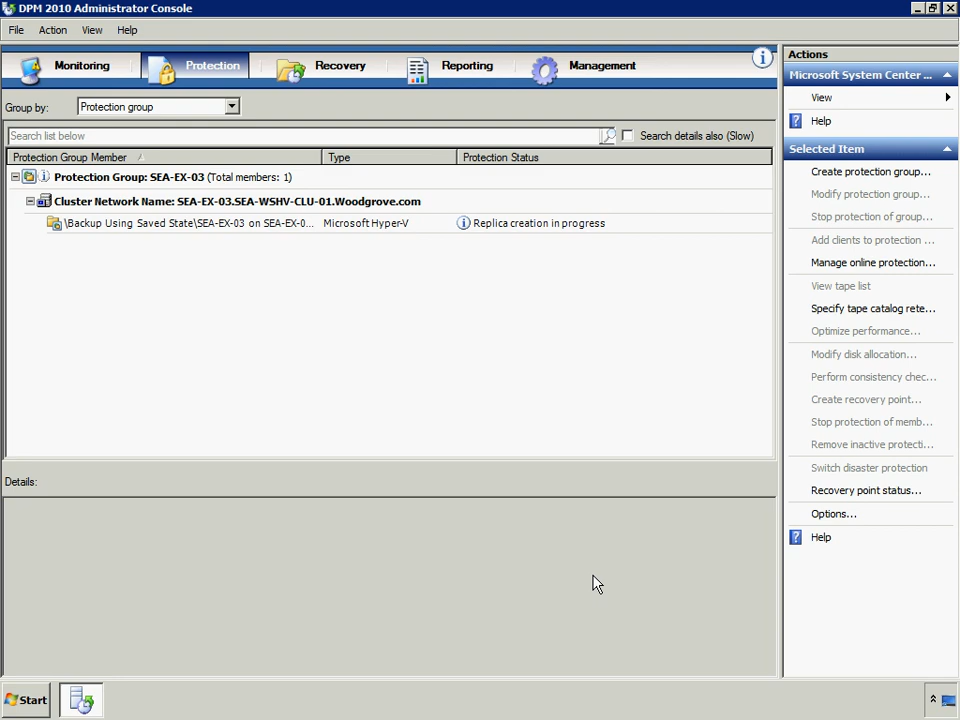 DPM 2010 Administrator Console
File Action View Help
Monitoring Protection Recovery Reporting Management
Group by: Protection group
Search list below Search details also (Slow)
Protection Group Member Type Protection Status
Protection Group: SEA-EX-03 (Total members: 1)
Cluster Network Name: SEA-EX-03.SEA-WSHV-CLU-01.Woodgrove.com
\Backup Using Saved State\SEA-EX-03 on SEA-EX-0... Microsoft Hyper-V Replica creation in progress
Details:
Actions
Microsoft System Center ...
View
Help
Selected Item
Create protection group...
Modify protection group...
Stop protection of group...
Add clients to protection ...
Manage online protection...
View tape list
Specify tape catalog rete...
Optimize performance...
Modify disk allocation...
Perform consistency chec...
Create recovery point...
Stop protection of memb...
Remove inactive protecti...
Switch disaster protection
Recovery point status...
Options...
Help
Start